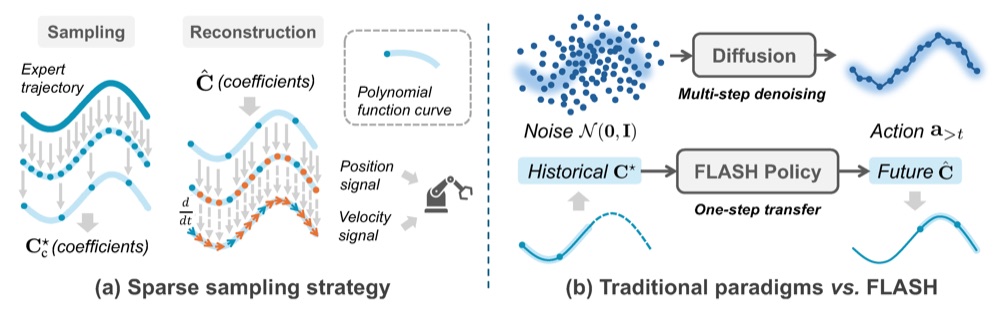 Sampling
Expert
trajectory
C*c (coefficients)
Reconstruction
Ĉ (coefficients)
d
dt
Polynomial
function curve
Position
signal
Velocity
signal
(a) Sparse sampling strategy
Diffusion
Multi-step denoising
Noise 𝒩(0, I)
Action a>t
Historical C*
FLASH Policy
Future Ĉ
One-step transfer
(b) Traditional paradigms vs. FLASH